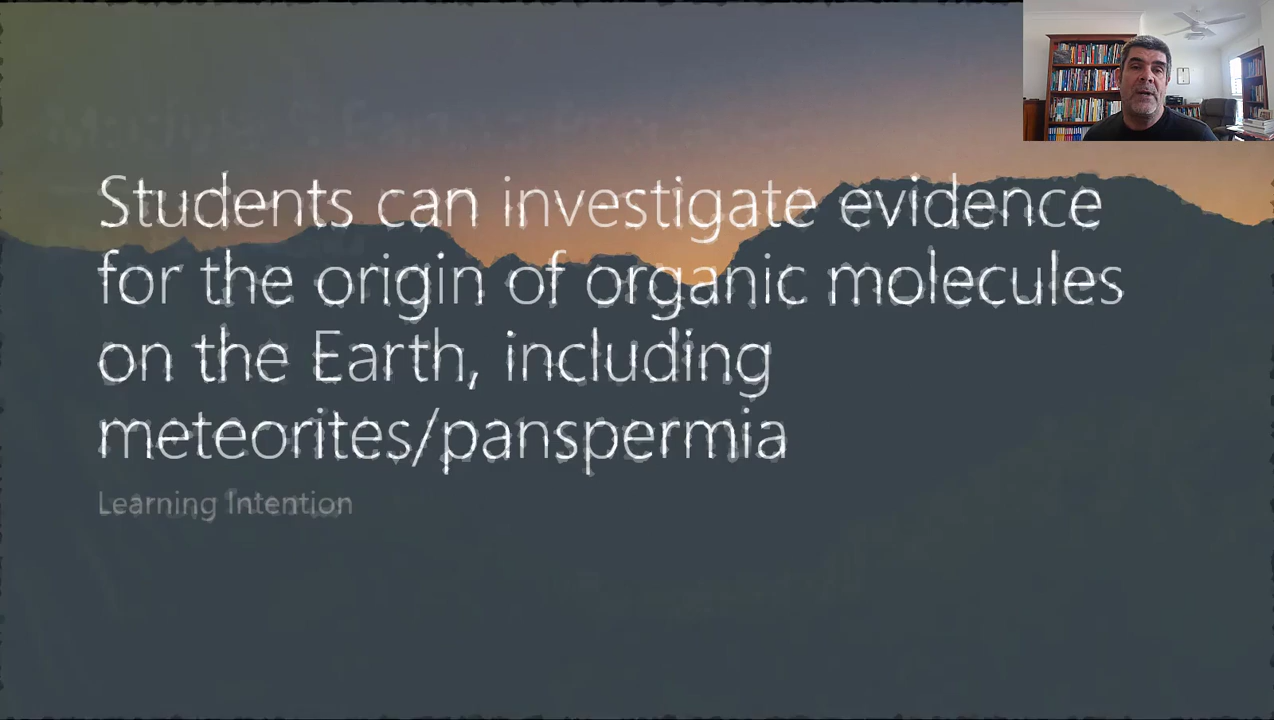 Students can investigate evidence
for the origin of organic molecules
on the Earth, including
meteorites/panspermia
Learning Intention